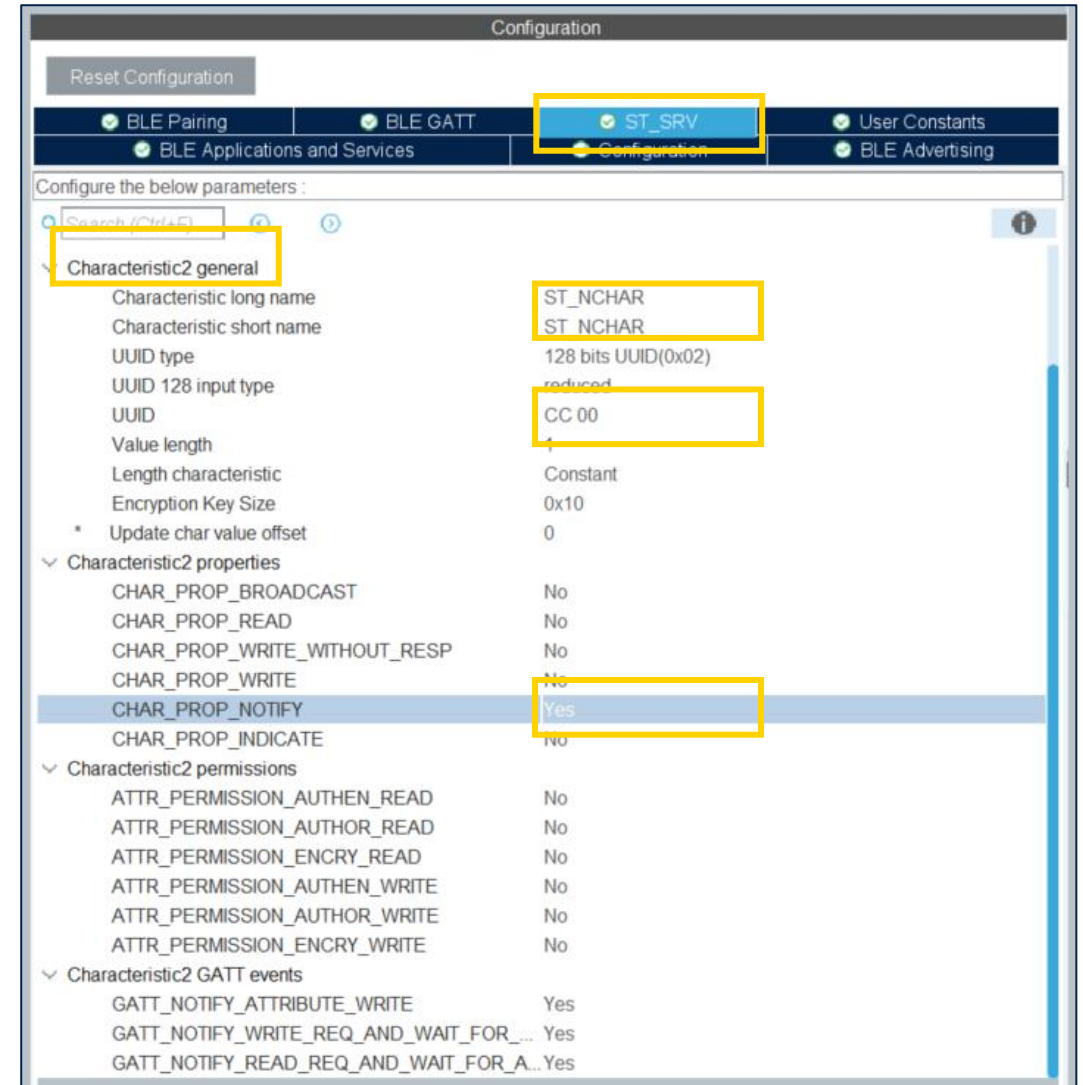 Configuration
Reset Configuration
BLE Pairing BLE GATT ST_SRV User Constants
BLE Applications and Services Configuration BLE Advertising
Configure the below parameters :
Search (Ctrl+F)
Characteristic2 general
Characteristic long name ST_NCHAR
Characteristic short name ST_NCHAR
UUID type 128 bits UUID(0x02)
UUID 128 input type reduced
UUID CC 00
Value length
Length characteristic Constant
Encryption Key Size 0x10
* Update char value offset 0
Characteristic2 properties
CHAR_PROP_BROADCAST No
CHAR_PROP_READ No
CHAR_PROP_WRITE_WITHOUT_RESP No
CHAR_PROP_WRITE No
CHAR_PROP_NOTIFY Yes
CHAR_PROP_INDICATE No
Characteristic2 permissions
ATTR_PERMISSION_AUTHEN_READ No
ATTR_PERMISSION_AUTHOR_READ No
ATTR_PERMISSION_ENCRY_READ No
ATTR_PERMISSION_AUTHEN_WRITE No
ATTR_PERMISSION_AUTHOR_WRITE No
ATTR_PERMISSION_ENCRY_WRITE No
Characteristic2 GATT events
GATT_NOTIFY_ATTRIBUTE_WRITE Yes
GATT_NOTIFY_WRITE_REQ_AND_WAIT_FOR_... Yes
GATT_NOTIFY_READ_REQ_AND_WAIT_FOR_A... Yes